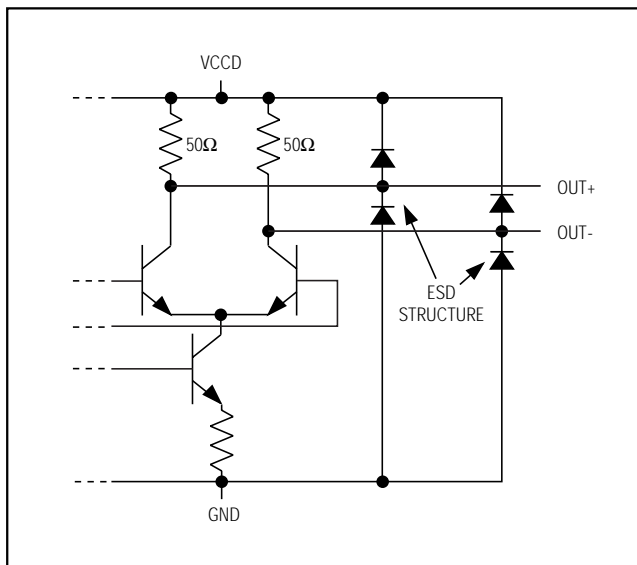 VCCD
50Ω
50Ω
OUT+
OUT-
ESD
STRUCTURE
GND